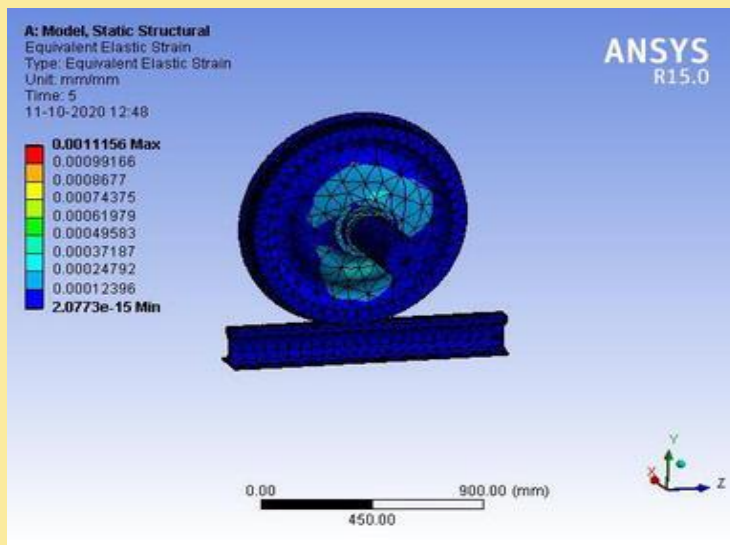 A: Model, Static Structural
Equivalent Elastic Strain
Type: Equivalent Elastic Strain
Unit: mm/mm
Time: 5
11-10-2020 12:48
ANSYS
R15.0
0.0011156 Max
0.00099166
0.0008677
0.00074375
0.00061979
0.00049583
0.00037187
0.00024792
0.00012396
2.0773e-15 Min
0.00
900.00 (mm)
450.00
Y
X
Z